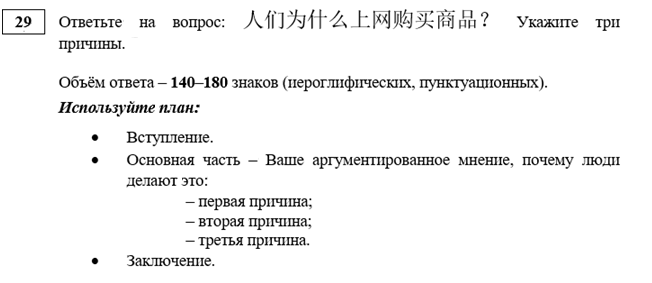 29 Ответьте на вопрос: 人们为什么上网购买商品？ Укажите три
причины.
Объём ответа – 140–180 знаков (иероглифических, пунктуационных).
Используйте план:
• Вступление.
• Основная часть – Ваше аргументированное мнение, почему люди
делают это:
– первая причина;
– вторая причина;
– третья причина.
• Заключение.